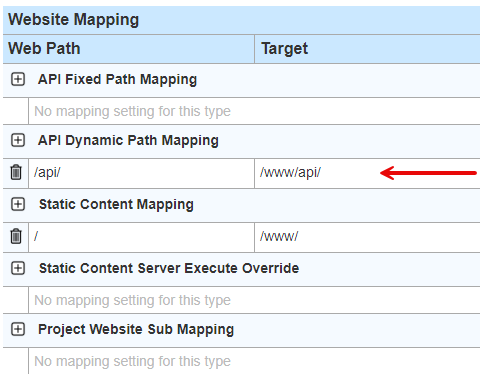 Website Mapping
Web Path Target
API Fixed Path Mapping
No mapping setting for this type
API Dynamic Path Mapping
/api/ /www/api/
Static Content Mapping
/ /www/
Static Content Server Execute Override
No mapping setting for this type
Project Website Sub Mapping
No mapping setting for this type